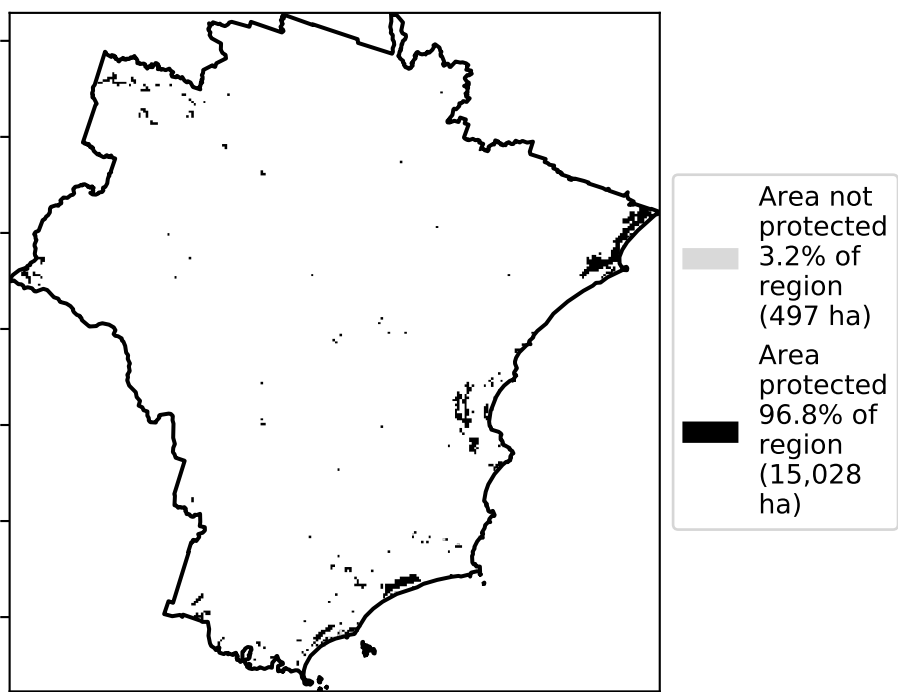 Area not
protected
3.2% of
region
(497 ha)
Area
protected
96.8% of
region
(15,028
ha)